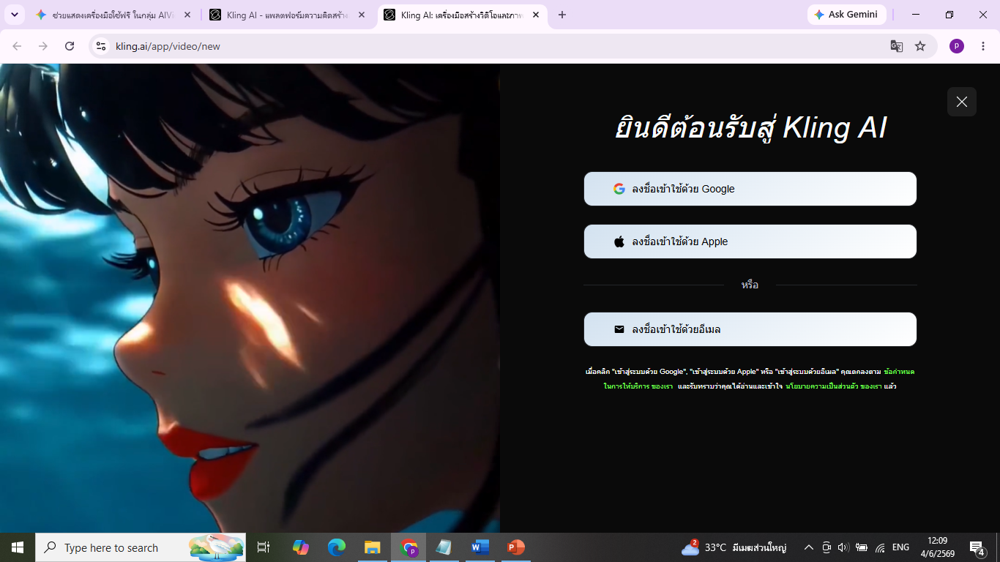 ช่วยแสดงเครื่องมือใช้ฟรี ในกลุ่ม AIVi
Kling AI - แพลตฟอร์มความคิดสร้าง
Kling AI: เครื่องมือสร้างวิดีโอและภาพ
Ask Gemini
kling.ai/app/video/new
p
ยินดีต้อนรับสู่ Kling AI
ลงชื่อเข้าใช้ด้วย Google
ลงชื่อเข้าใช้ด้วย Apple
หรือ
ลงชื่อเข้าใช้ด้วยอีเมล
เมื่อคลิก "เข้าสู่ระบบด้วย Google", "เข้าสู่ระบบด้วย Apple" หรือ "เข้าสู่ระบบด้วยอีเมล" คุณตกลงตาม ข้อกำหนด
ในการให้บริการ ของเรา และรับทราบว่าคุณได้อ่านและเข้าใจ นโยบายความเป็นส่วนตัว ของเรา แล้ว
Type here to search
p
2
33°C มีเมฆส่วนใหญ่
ENG
12:09
4/6/2569
4